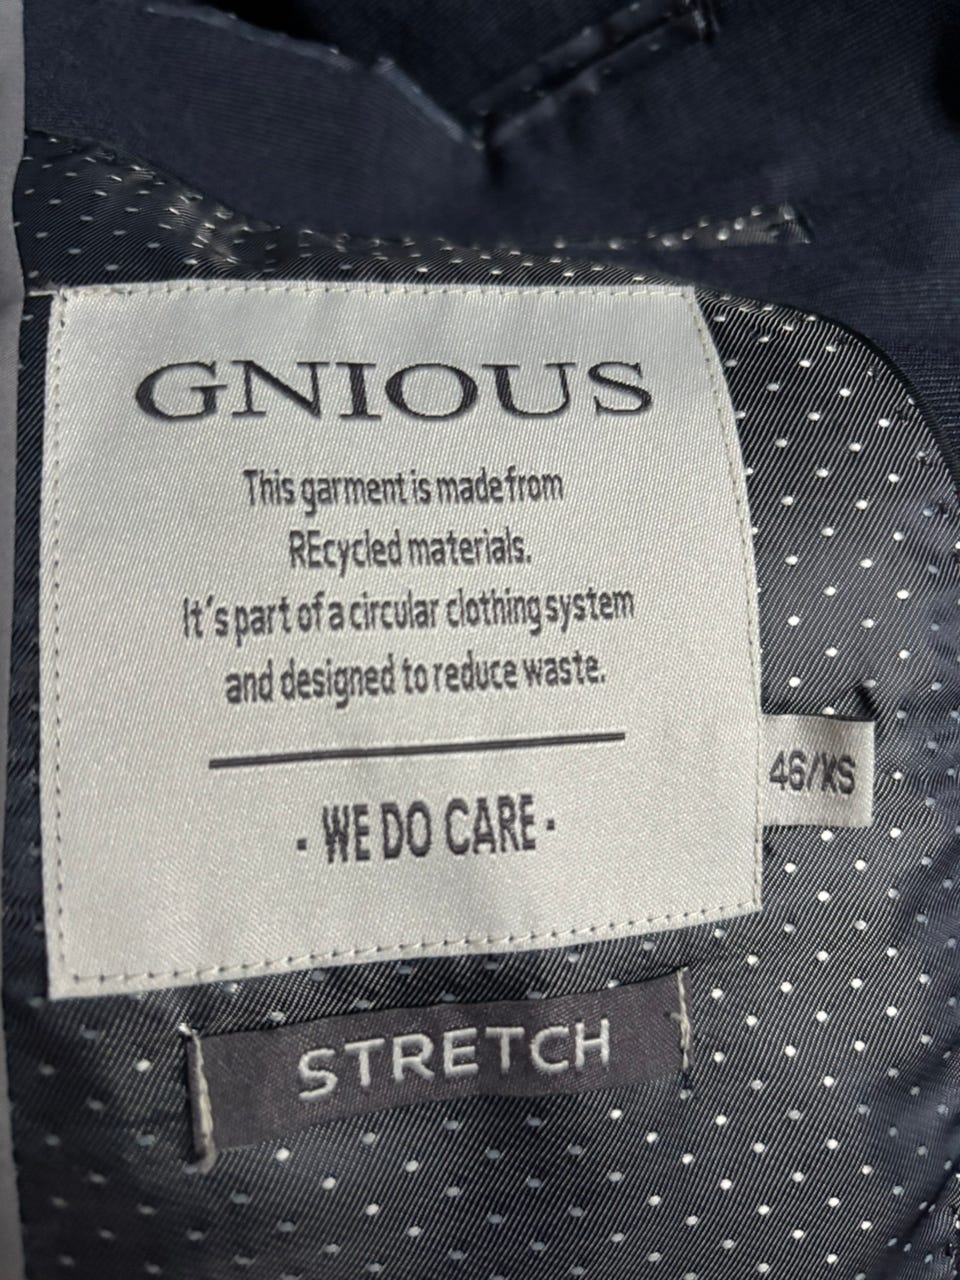 GNIOUS
This garment is made from
REcycled materials.
It's part of a circular clothing system
and designed to reduce waste.
- WE DO CARE -
46/XS
STRETCH